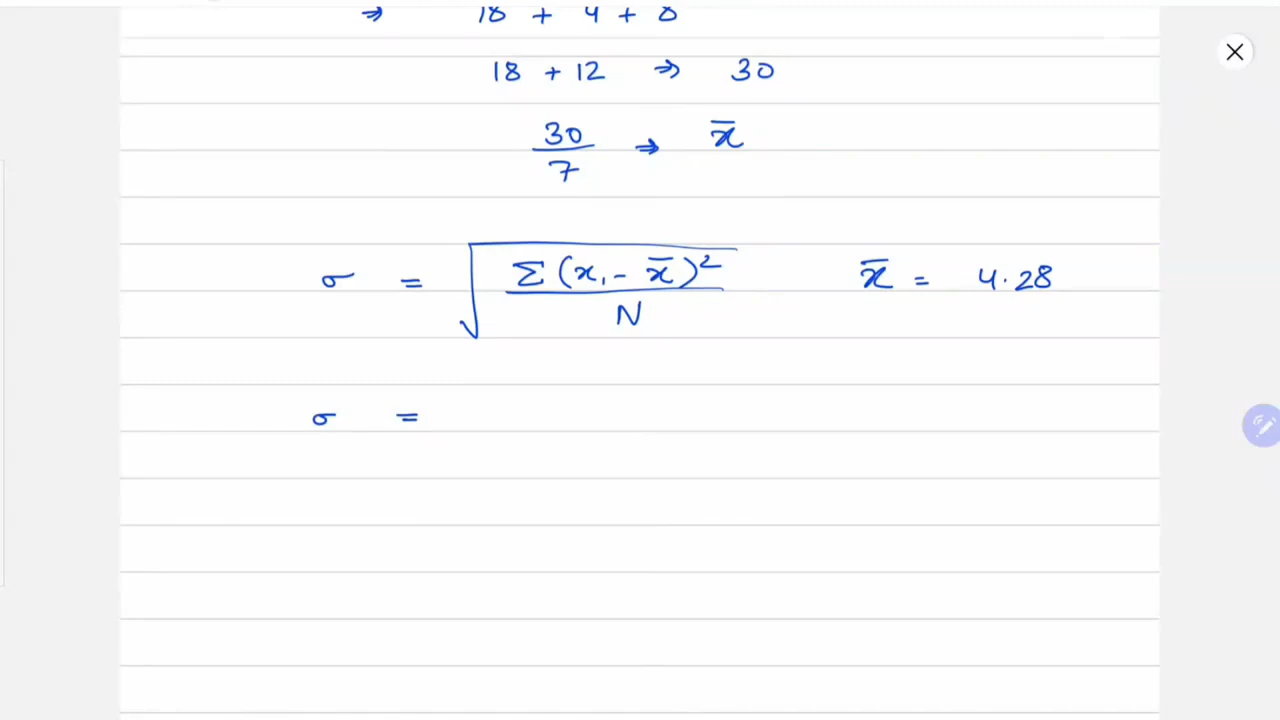 ⇒ 18 + 4 + 8
18 + 12 ⇒ 30
30/7 ⇒ x̄
σ = √(Σ(x₁ - x̄)²/N) x̄ = 4.28
σ =